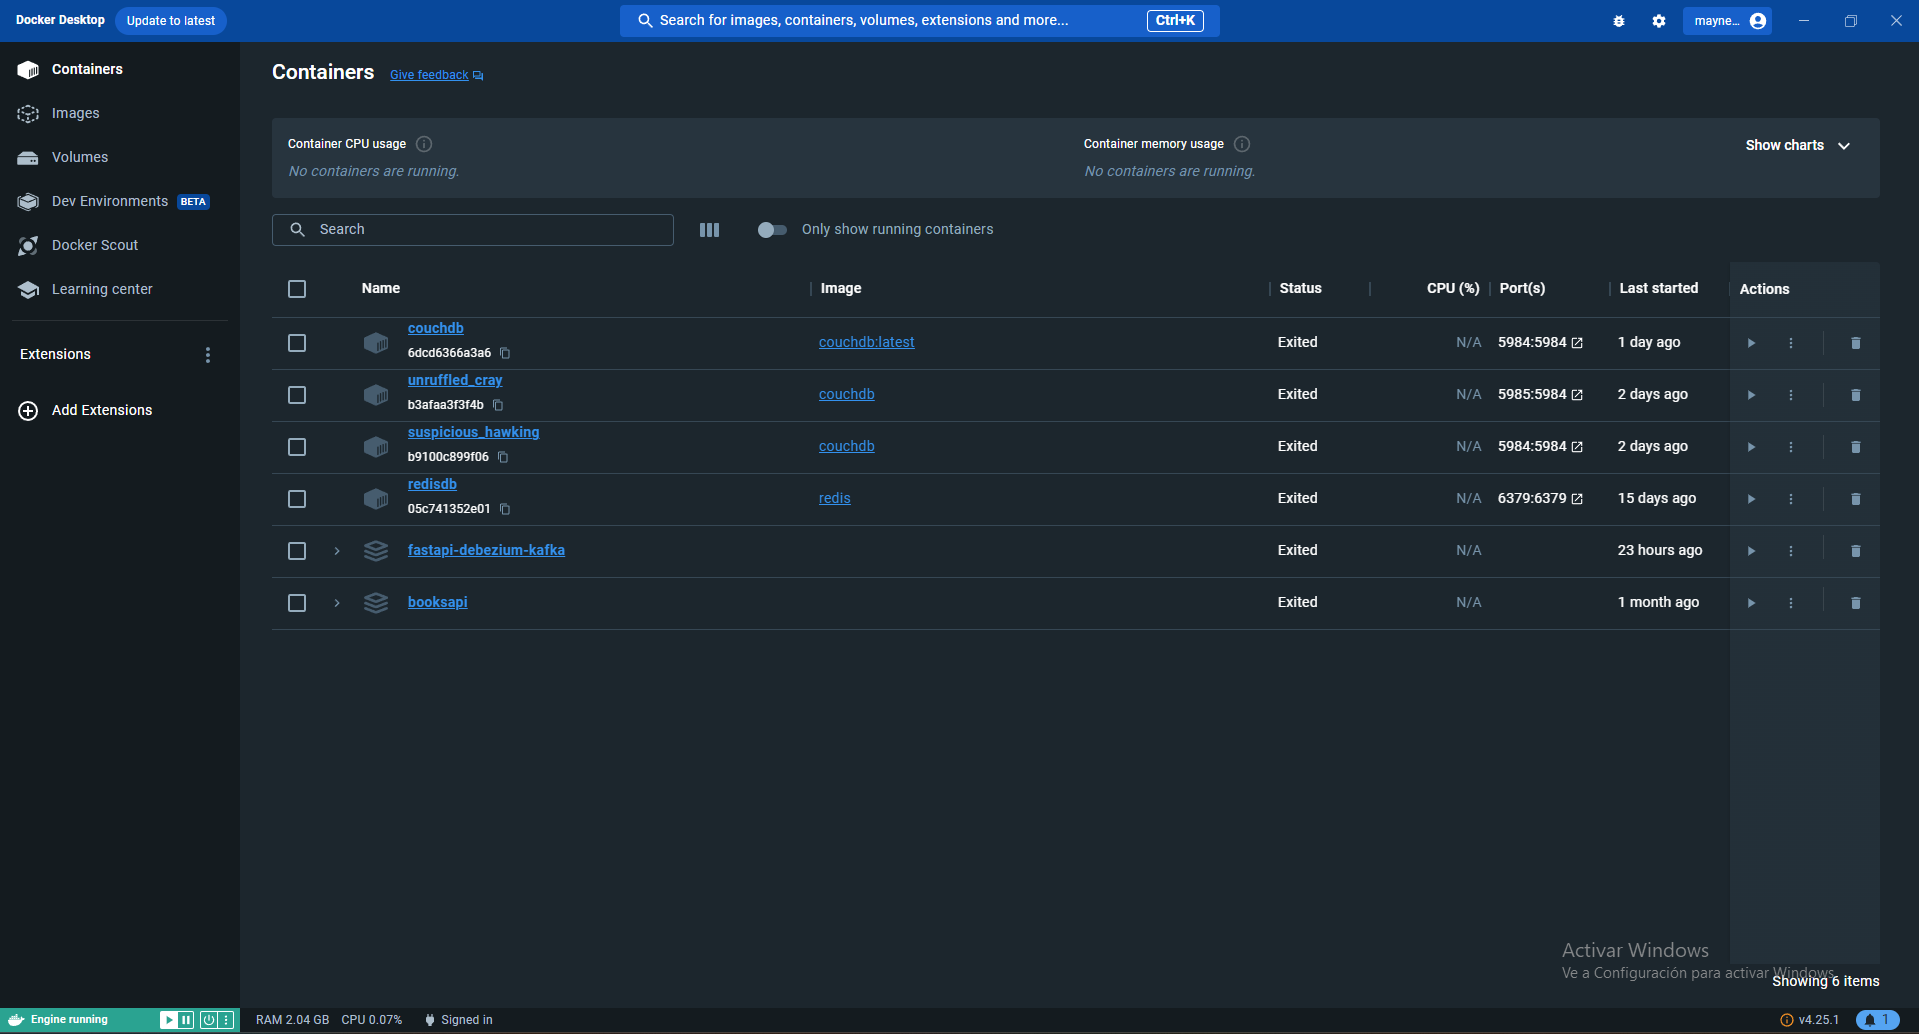 Docker Desktop Update to latest Search for images, containers, volumes, extensions and more... Ctrl+K mayne...
Containers
Images
Volumes
Dev Environments BETA
Docker Scout
Learning center
Extensions
Add Extensions
Containers Give feedback
Container CPU usage
No containers are running.
Container memory usage
No containers are running.
Show charts
Search Only show running containers
Name Image Status CPU (%) Port(s) Last started Actions
couchdb
6dcd6366a3a6
couchdb:latest Exited N/A 5984:5984 1 day ago
unruffled_cray
b3afaa3f3f4b
couchdb Exited N/A 5985:5984 2 days ago
suspicious_hawking
b9100c899f06
couchdb Exited N/A 5984:5984 2 days ago
redisdb
05c741352e01
redis Exited N/A 6379:6379 15 days ago
fastapi-debezium-kafka Exited N/A 23 hours ago
booksapi Exited N/A 1 month ago
Activar Windows
Ve a Configuración para activar Windows.
Showing 6 items
Engine running RAM 2.04 GB CPU 0.07% Signed in v4.25.1 1